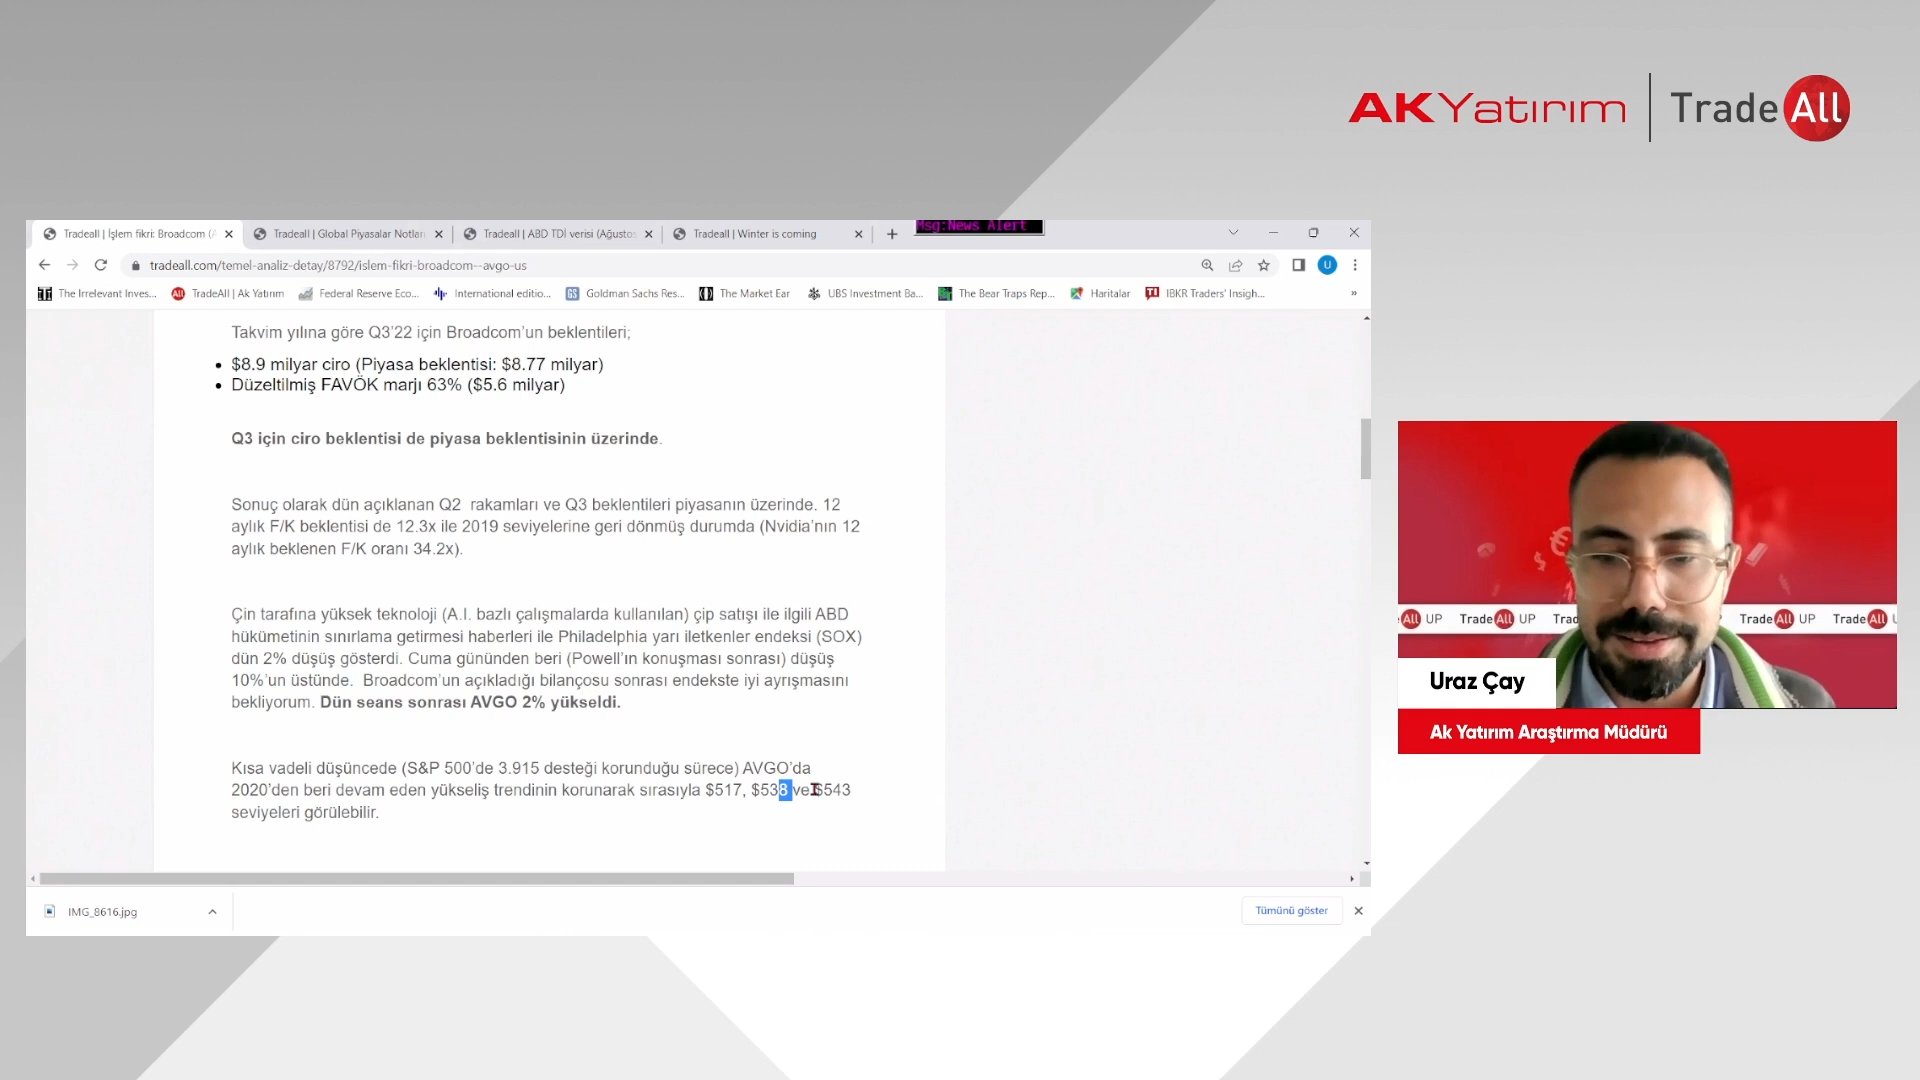 AKYatırım | TradeAll
Msg:News Alert
Tradeall | İşlem fikri: Broadcom (A
Tradeall | Global Piyasalar Notları
Tradeall | ABD TDİ verisi (Ağustos
Tradeall | Winter is coming
tradeall.com/temel-analiz-detay/8792/islem-fikri-broadcom--avgo-us
U
The Irrelevant Inves...
TradeAll | Ak Yatırım
Federal Reserve Eco...
International editio...
Goldman Sachs Res...
The Market Ear
UBS Investment Ba...
The Bear Traps Rep...
Haritalar
IBKR Traders' Insigh...
Takvim yılına göre Q3'22 için Broadcom'un beklentileri;
• $8.9 milyar ciro (Piyasa beklentisi: $8.77 milyar)
• Düzeltilmiş FAVÖK marjı 63% ($5.6 milyar)
Q3 için ciro beklentisi de piyasa beklentisinin üzerinde.
Sonuç olarak dün açıklanan Q2 rakamları ve Q3 beklentileri piyasanın üzerinde. 12
aylık F/K beklentisi de 12.3x ile 2019 seviyelerine geri dönmüş durumda (Nvidia'nın 12
aylık beklenen F/K oranı 34.2x).
Çin tarafına yüksek teknoloji (A.I. bazlı çalışmalarda kullanılan) çip satışı ile ilgili ABD
hükümetinin sınırlama getirmesi haberleri ile Philadelphia yarı iletkenler endeksi (SOX)
dün 2% düşüş gösterdi. Cuma gününden beri (Powell'ın konuşması sonrası) düşüş
10%'un üstünde. Broadcom'un açıkladığı bilançosu sonrası endekste iyi ayrışmasını
bekliyorum. Dün seans sonrası AVGO 2% yükseldi.
Kısa vadeli düşüncede (S&P 500'de 3.915 desteği korunduğu sürece) AVGO'da
2020'den beri devam eden yükseliş trendinin korunarak sırasıyla $517, $538 ve $543
seviyeleri görülebilir.
IMG_8616.jpg
Tümünü göster
All UP TradeAll UP Trad TradeAll UP TradeAll U
Uraz Çay
Ak Yatırım Araştırma Müdürü